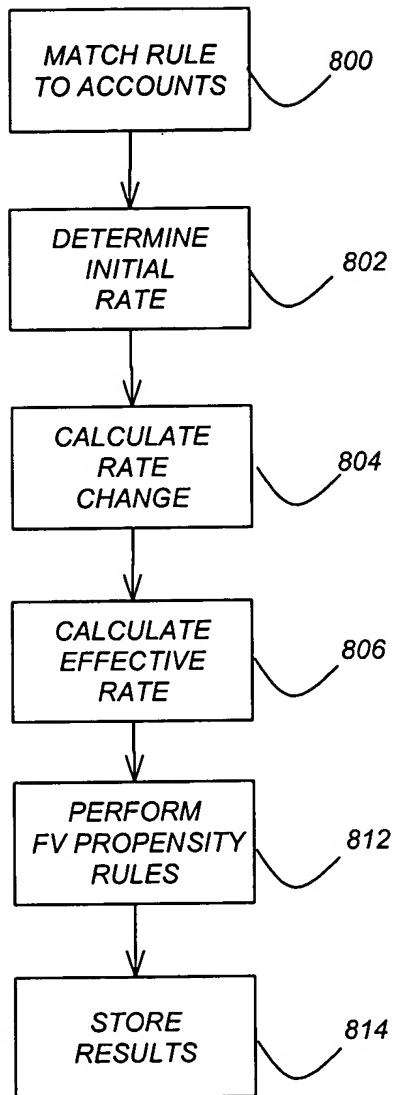 MATCH RULE
TO ACCOUNTS
800
DETERMINE
INITIAL
RATE
802
CALCULATE
RATE
CHANGE
804
CALCULATE
EFFECTIVE
RATE
806
PERFORM
FV PROPENSITY
RULES
812
STORE
RESULTS
814